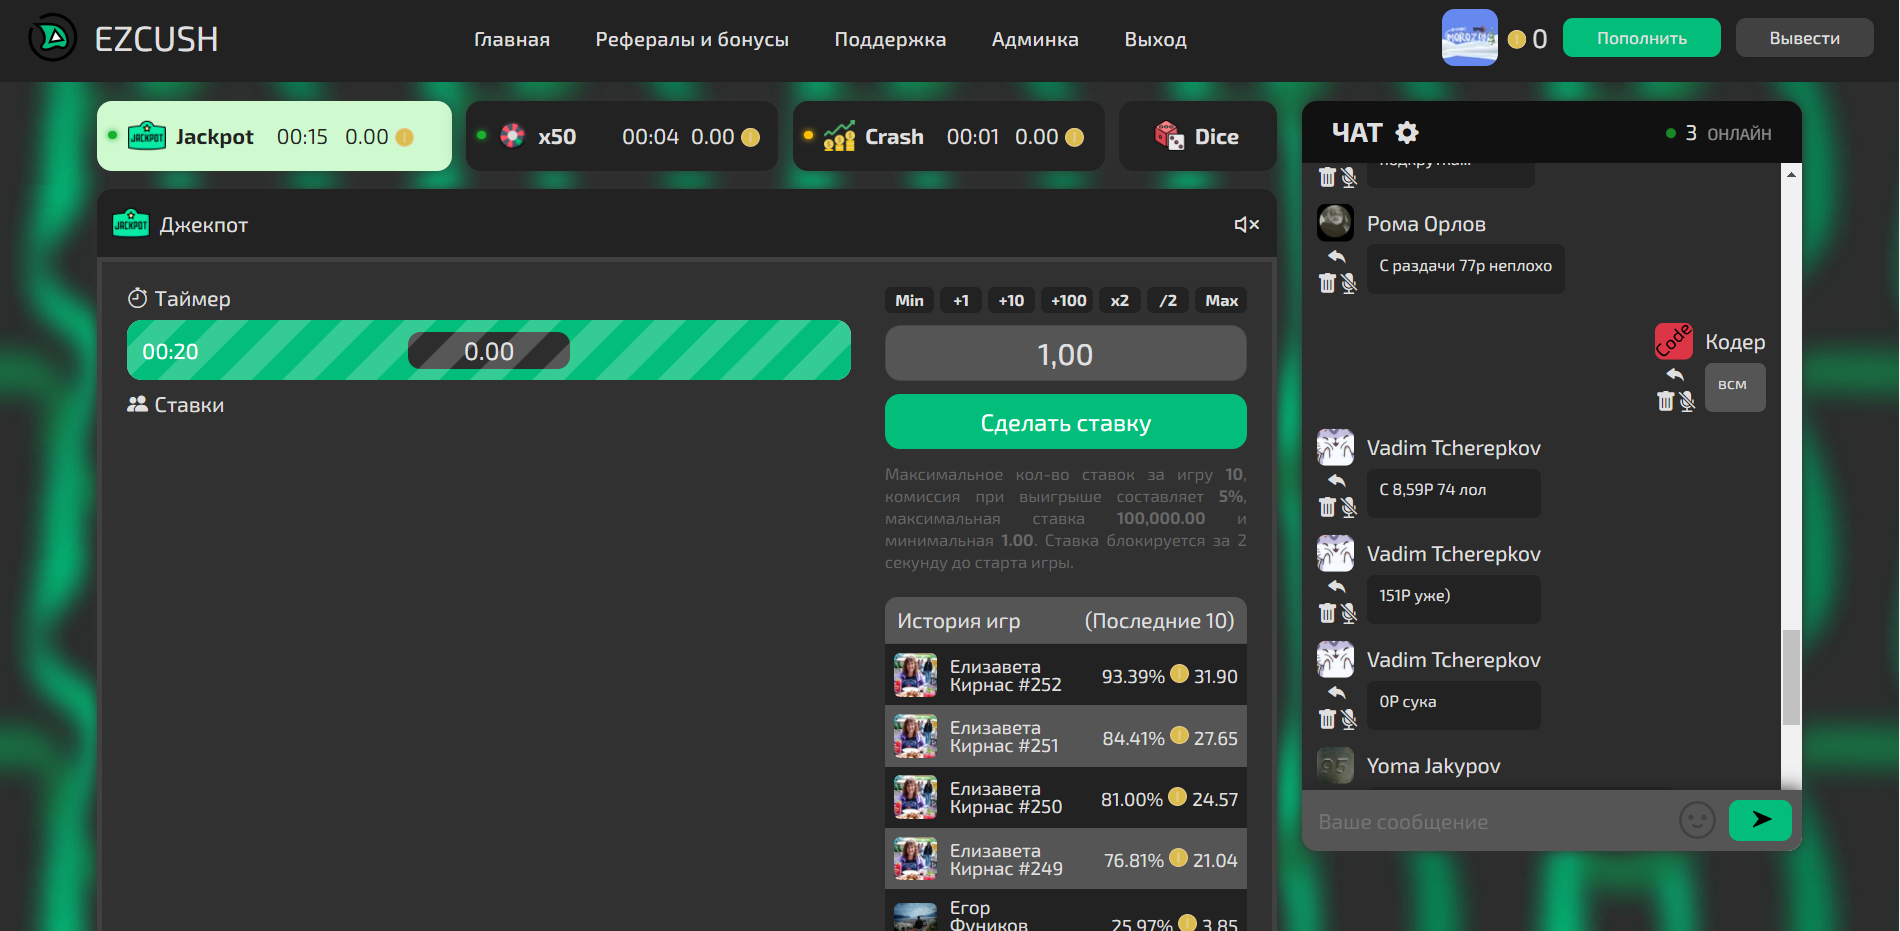 EZCUSH
Главная Рефералы и бонусы Поддержка Админка Выход
MOROZOV
0
Пополнить
Вывести
JACKPOT Jackpot 00:15 0.00
x50 00:04 0.00
Crash 00:01 0.00
Dice
JACKPOT Джекпот
Таймер
00:20 0.00
Ставки
Min +1 +10 +100 x2 /2 Max
1,00
Сделать ставку
Максимальное кол-во ставок за игру 10,
комиссия при выигрыше составляет 5%,
максимальная ставка 100,000.00 и
минимальная 1.00. Ставка блокируется за 2
секунду до старта игры.
История игр (Последние 10)
Елизавета
Кирнас #252 93.39% 31.90
Елизавета
Кирнас #251 84.41% 27.65
Елизавета
Кирнас #250 81.00% 24.57
Елизавета
Кирнас #249 76.81% 21.04
Егор
Фуников 25.97% 3.85
ЧАТ 3 ОНЛАЙН
подкрутка...
Рома Орлов
С раздачи 77р неплохо
Code
Кодер
всм
Vadim Tcherepkov
С 8,59Р 74 лол
Vadim Tcherepkov
151Р уже)
Vadim Tcherepkov
0Р сука
95
Yoma Jakypov
Ваше сообщение